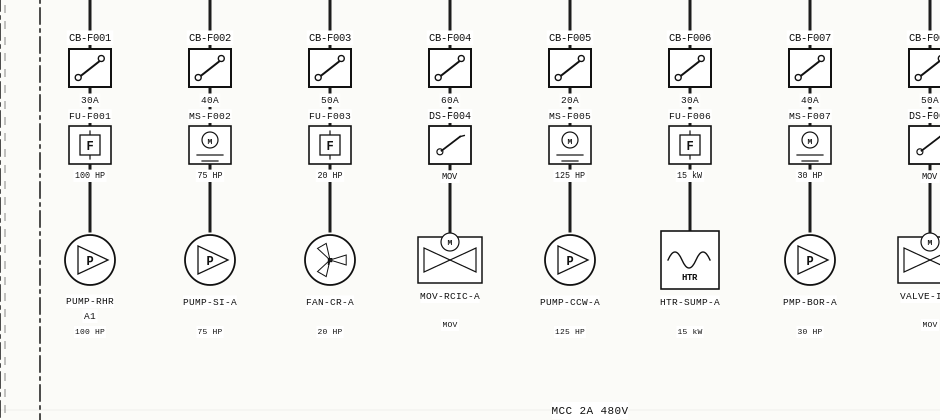 CB-F001 CB-F002 CB-F003 CB-F004 CB-F005 CB-F006 CB-F007
30A 40A 50A 60A 20A 30A 40A 50A
FU-F001 MS-F002 FU-F003 DS-F004 MS-F005 FU-F006 MS-F007
F M F M F M
100 HP 75 HP 20 HP MOV 125 HP 15 kW 30 HP MOV
M M
P P P P
HTR
PUMP-RHR PUMP-SI-A FAN-CR-A MOV-RCIC-A PUMP-CCW-A HTR-SUMP-A PMP-BOR-A
A1
100 HP 75 HP 20 HP MOV 125 HP 15 kW 30 HP MOV
MCC 2A 480V